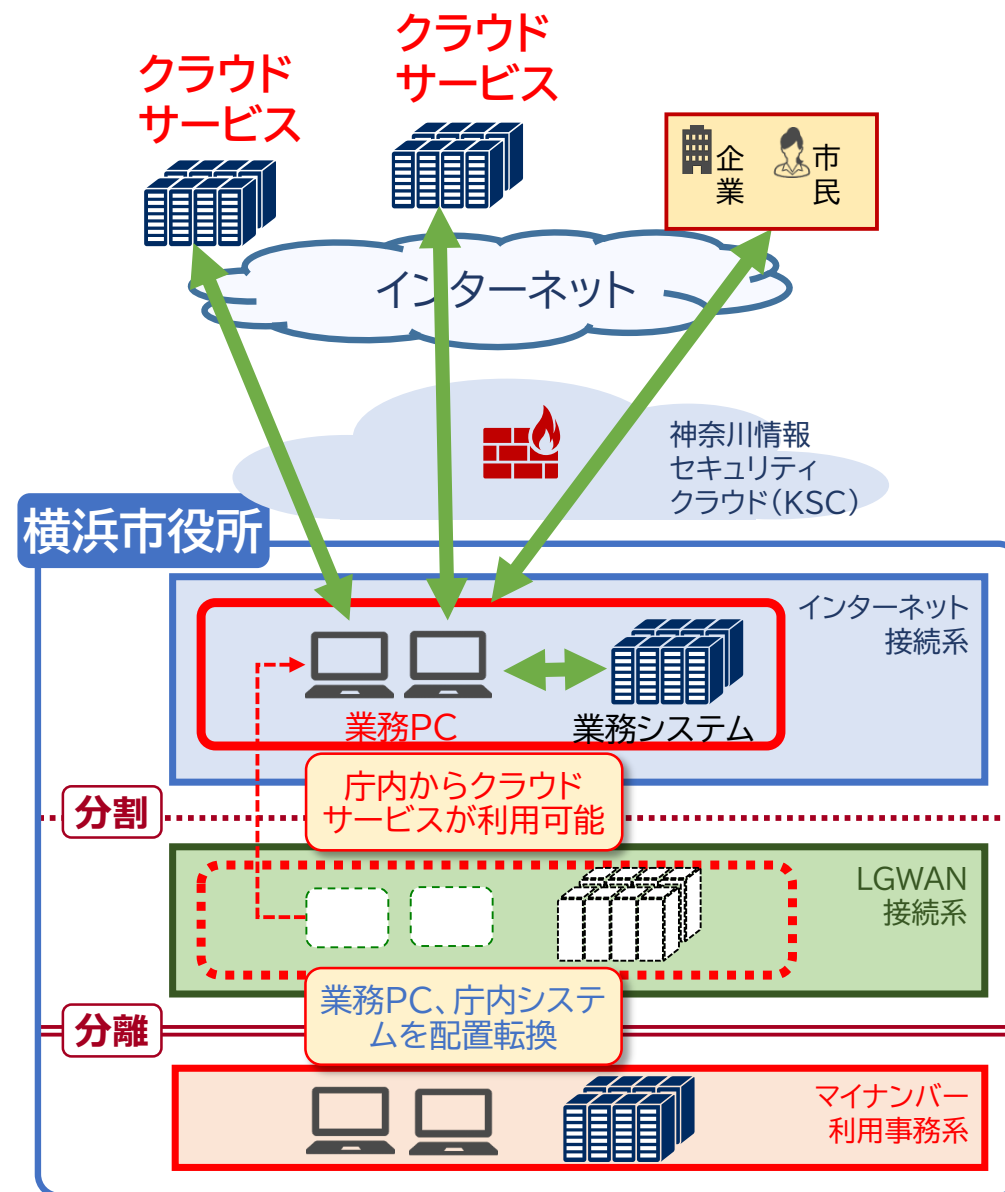 クラウド
サービス
クラウド
サービス
企業
市民
インターネット
神奈川情報
セキュリティ
クラウド(KSC)
横浜市役所
インターネット
接続系
業務PC
業務システム
庁内からクラウド
サービスが利用可能
分割
LGWAN
接続系
業務PC、庁内システ
ムを配置転換
分離
マイナンバー
利用事務系